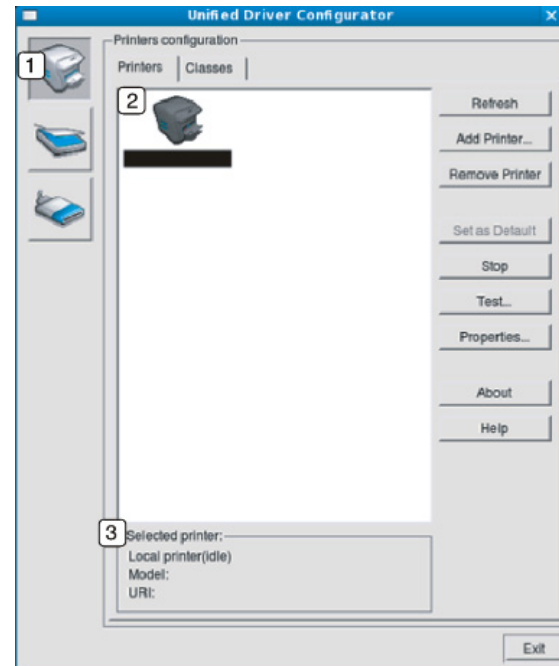 Unified Driver Configurator
1
Printers configuration
Printers
Classes
2
Refresh
Add Printer...
Remove Printer
Set as Default
Stop
Test...
Properties...
About
Help
3
Selected printer:
Local printer(idle)
Model:
URI:
Exit